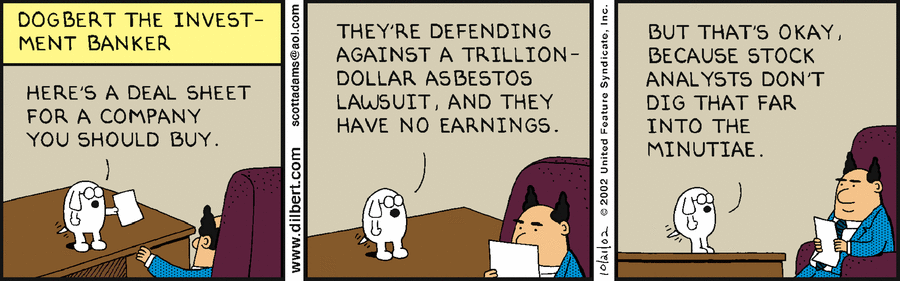 DOGBERT THE INVEST-
MENT BANKER
HERE'S A DEAL SHEET
FOR A COMPANY
YOU SHOULD BUY.
www.dilbert.com
scottadams@aol.com
THEY'RE DEFENDING
AGAINST A TRILLION-
DOLLAR ASBESTOS
LAWSUIT, AND THEY
HAVE NO EARNINGS.
10/21/02 © 2002 United Feature Syndicate, Inc.
BUT THAT'S OKAY,
BECAUSE STOCK
ANALYSTS DON'T
DIG THAT FAR
INTO THE
MINUTIAE.